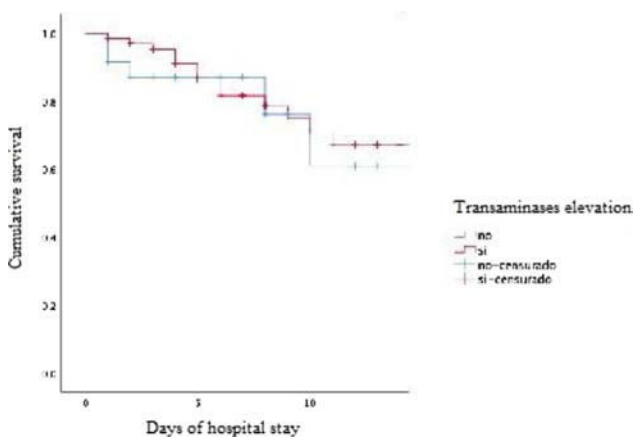 1.0
0.8
0.6
0.4
0.2
0.0
Cumulative survival
0
5
10
Days of hospital stay
Transaminases elevation
no
si
no-censurado
si-censurado